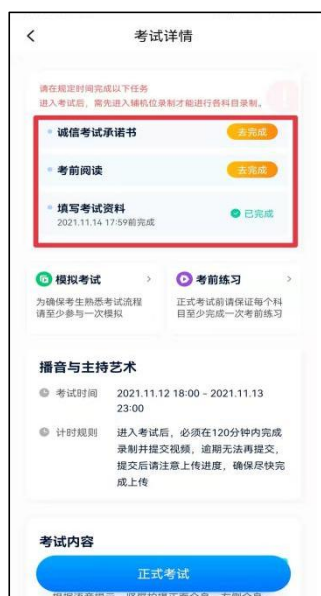 考试详情
请在规定时间完成以下任务
进入考试后，需先进入辅机位录制才能进行各科目录制。
诚信考试承诺书
去完成
考前阅读
去完成
填写考试资料
2021.11.14 17:59前完成
已完成
模拟考试
考前练习
为确保考生熟悉考试流程
请至少参与一次模拟
正式考试前请保证每个科
目至少完成一次考前练习
播音与主持艺术
考试时间
2021.11.12 18:00 - 2021.11.13
23:00
计时规则
进入考试后，必须在120分钟内完成
录制并提交视频，逾期无法再提交，
提交后请注意上传进度，确保尽快完
成上传
考试内容
正式考试